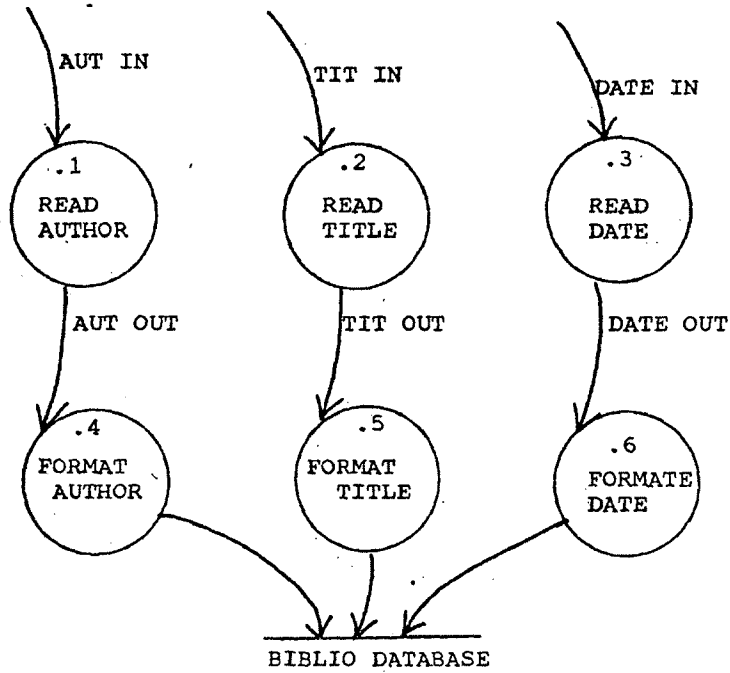 AUT IN
TIT IN
DATE IN
.1
READ
AUTHOR
.2
READ
TITLE
.3
READ
DATE
AUT OUT
TIT OUT
DATE OUT
.4
FORMAT
AUTHOR
.5
FORMAT
TITLE
.6
FORMATE
DATE
BIBLIO DATABASE